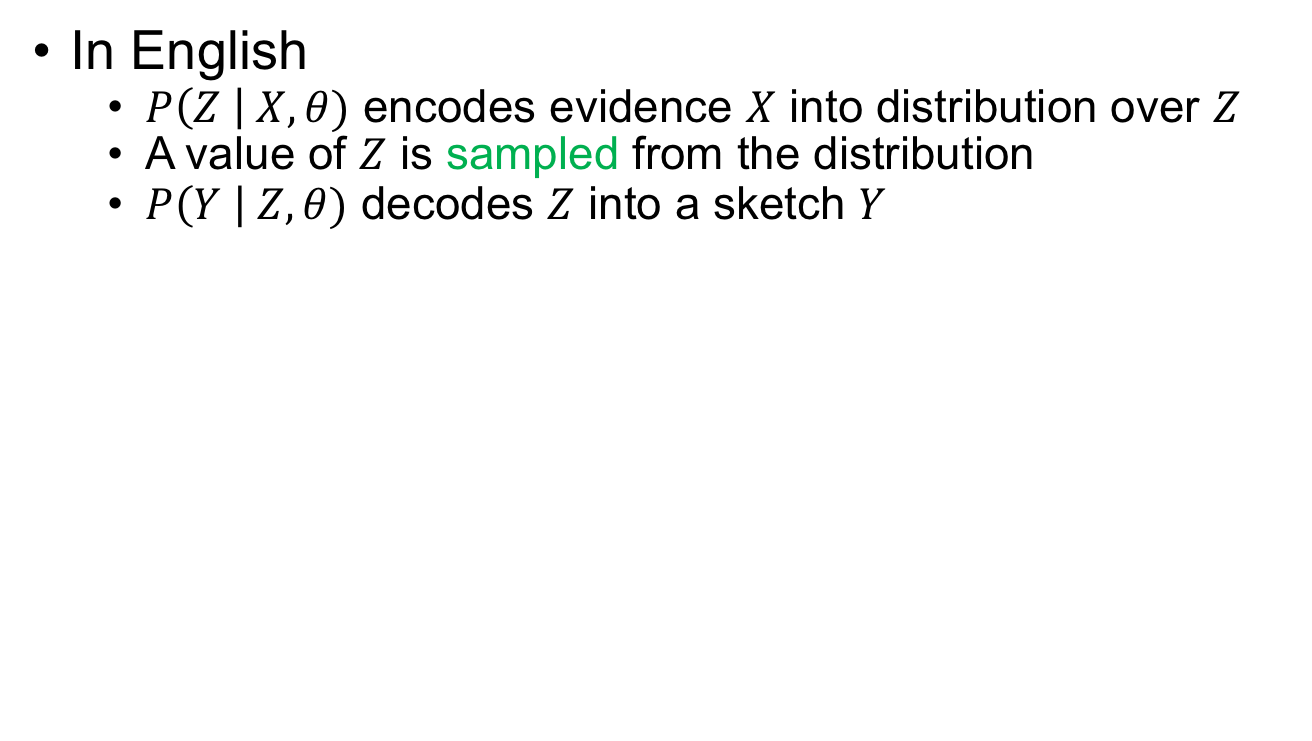 • In English
• P(Z | X, θ) encodes evidence X into distribution over Z
• A value of Z is sampled from the distribution
• P(Y | Z, θ) decodes Z into a sketch Y